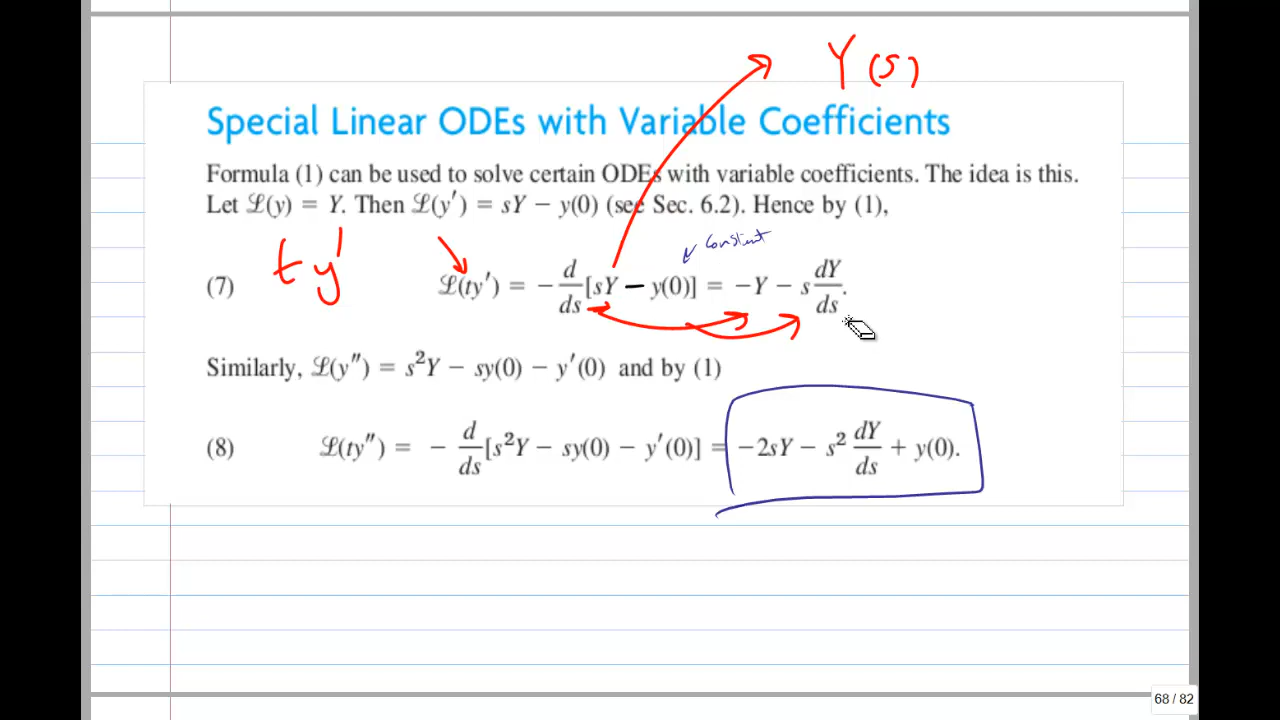 Y(s)
Special Linear ODEs with Variable Coefficients
Formula (1) can be used to solve certain ODEs with variable coefficients. The idea is this.
Let ℒ(y) = Y. Then ℒ(y′) = sY − y(0) (see Sec. 6.2). Hence by (1),
constent
ty′
(7) ℒ(ty′) = − d/ds [sY − y(0)] = −Y − s dY/ds.
Similarly, ℒ(y″) = s²Y − sy(0) − y′(0) and by (1)
(8) ℒ(ty″) = − d/ds [s²Y − sy(0) − y′(0)] = −2sY − s² dY/ds + y(0).
68 / 82